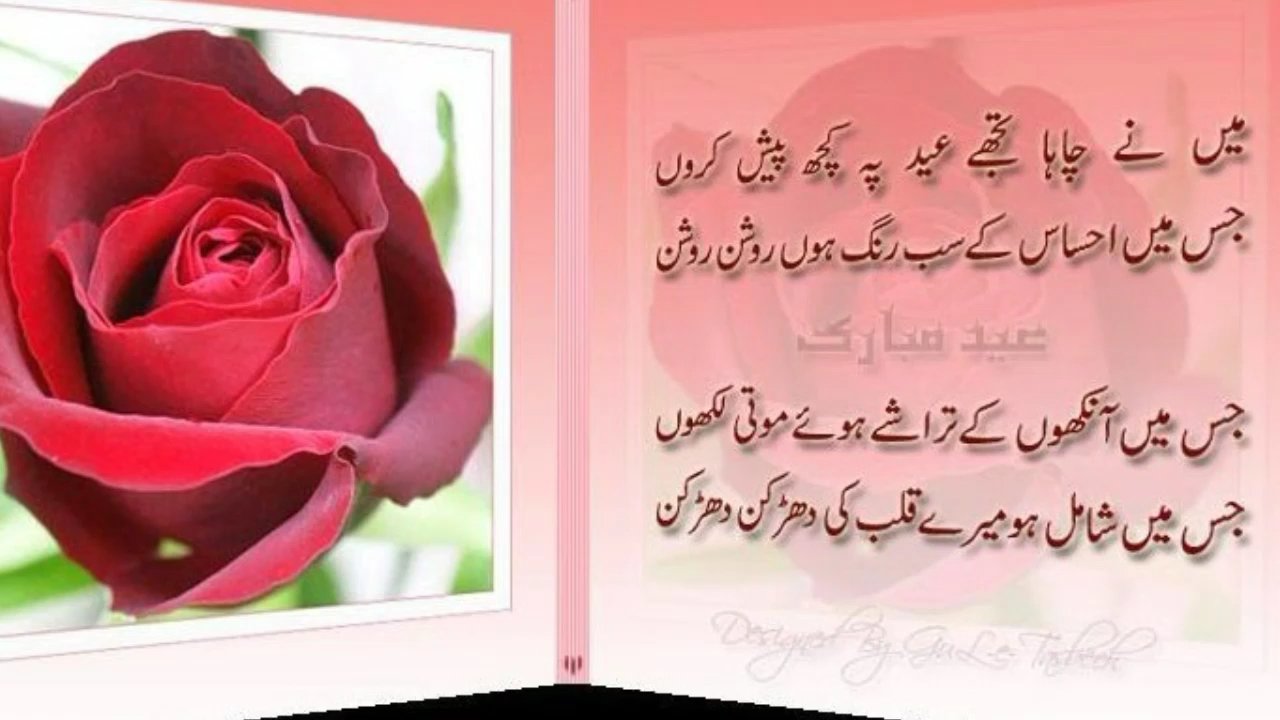 میں نے چاہا تجھے عید پہ کچھ پیش کروں
جس میں احساس کے سب رنگ ہوں روشن روشن
عید مبارک
جس میں آنکھوں کے تراشے ہوئے موتی لکھوں
جس میں شامل ہو میرے قلب کی دھڑکن دھڑکن
Designed By GuL-e-Tasbeeh